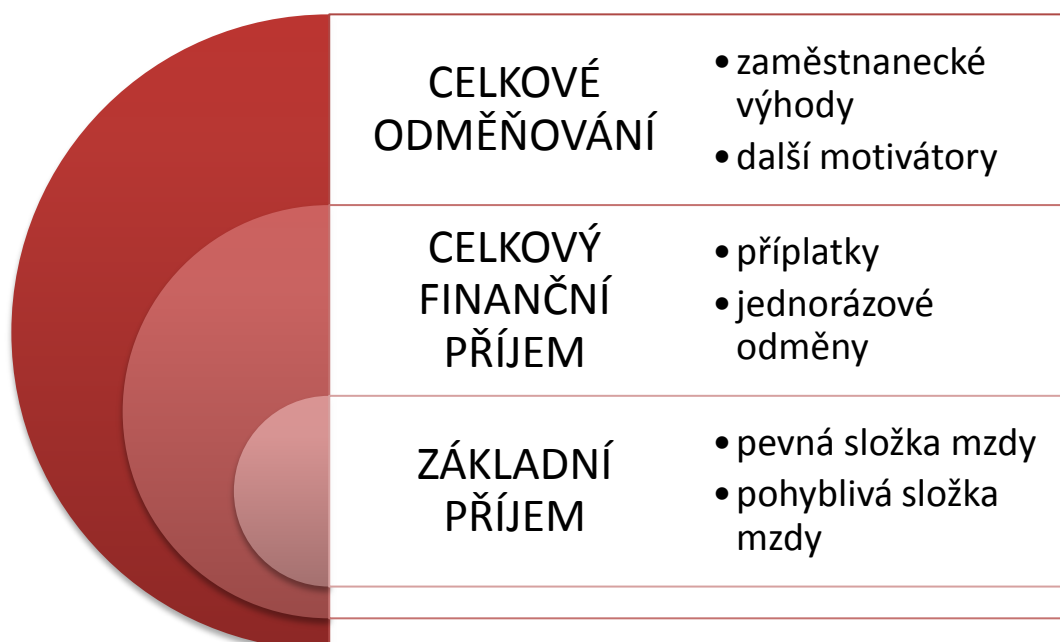 CELKOVÉ
ODMĚŇOVÁNÍ
•zaměstnanecké
výhody
•další motivátory
CELKOVÝ
FINANČNÍ
PŘÍJEM
•příplatky
•jednorázové
odměny
ZÁKLADNÍ
PŘÍJEM
•pevná složka mzdy
•pohyblivá složka
mzdy